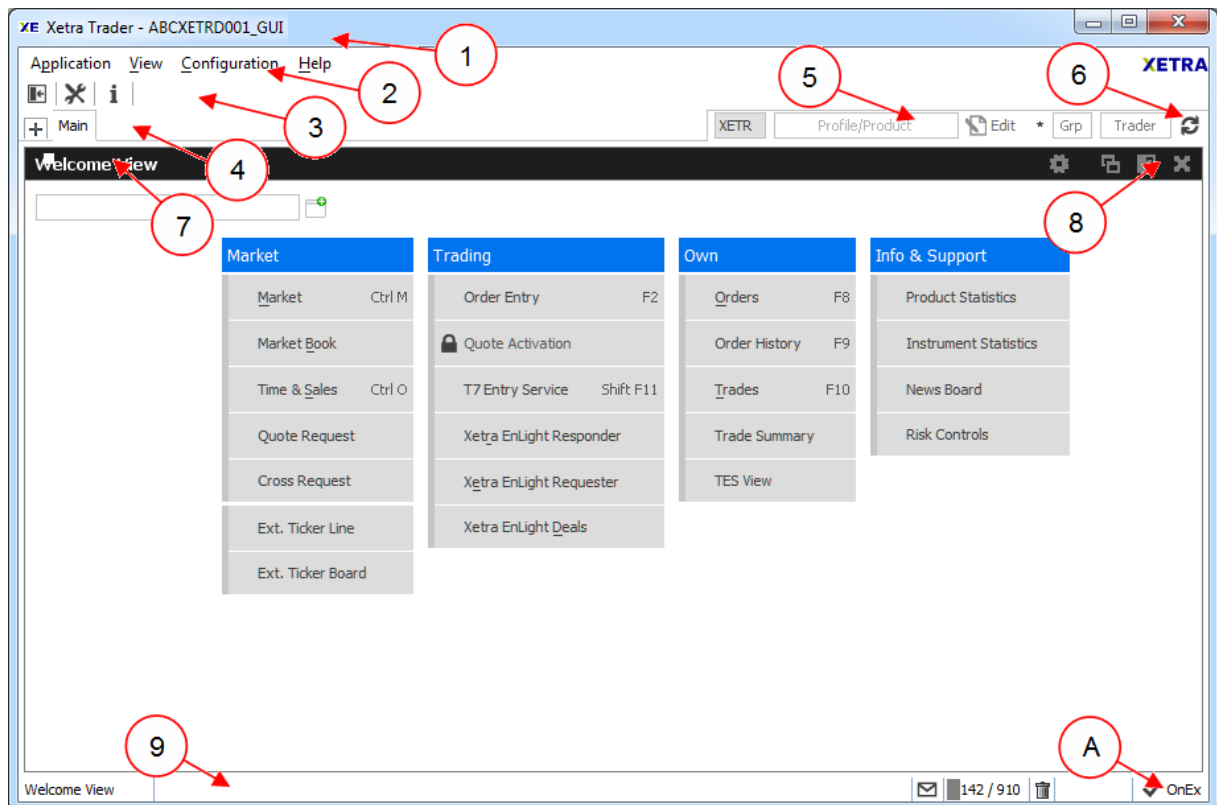 XE Xetra Trader - ABCXETRD001_GUI
1
Application View Configuration Help
2
5
6
XETRA
i
3
+ Main
4
XETR Profile/Product Edit * Grp Trader
Welcome View
7
8
Market
Market Ctrl M
Market Book
Time & Sales Ctrl O
Quote Request
Cross Request
Ext. Ticker Line
Ext. Ticker Board
Trading
Order Entry F2
Quote Activation
T7 Entry Service Shift F11
Xetra EnLight Responder
Xetra EnLight Requester
Xetra EnLight Deals
Own
Orders F8
Order History F9
Trades F10
Trade Summary
TES View
Info & Support
Product Statistics
Instrument Statistics
News Board
Risk Controls
9
A
Welcome View
142 / 910
OnEx